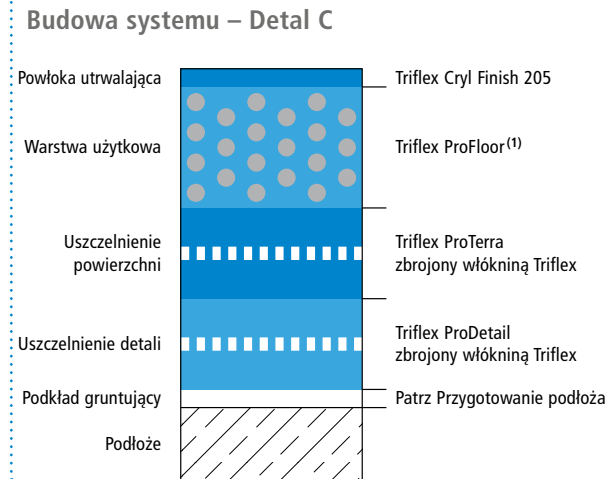 Budowa systemu – Detal C
Powłoka utrwalająca
Triflex Cryl Finish 205
Warstwa użytkowa
Triflex ProFloor(1)
Uszczelnienie
powierzchni
Triflex ProTerra
zbrojony włókniną Triflex
Uszczelnienie detali
Triflex ProDetail
zbrojony włókniną Triflex
Podkład gruntujący
Patrz Przygotowanie podłoża
Podłoże